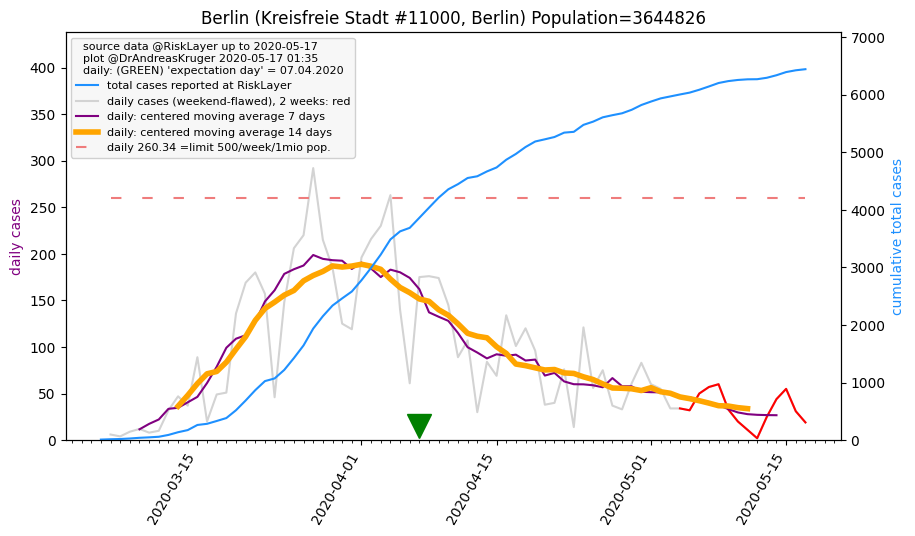 Berlin (Kreisfreie Stadt #11000, Berlin) Population=3644826
source data @RiskLayer up to 2020-05-17
plot @DrAndreasKruger 2020-05-17 01:35
daily: (GREEN) 'expectation day' = 07.04.2020
total cases reported at RiskLayer
daily cases (weekend-flawed), 2 weeks: red
daily: centered moving average 7 days
daily: centered moving average 14 days
daily 260.34 =limit 500/week/1mio pop.
daily cases
400
350
300
250
200
150
100
50
0
cumulative total cases
7000
6000
5000
4000
3000
2000
1000
0
2020-03-15
2020-04-01
2020-04-15
2020-05-01
2020-05-15